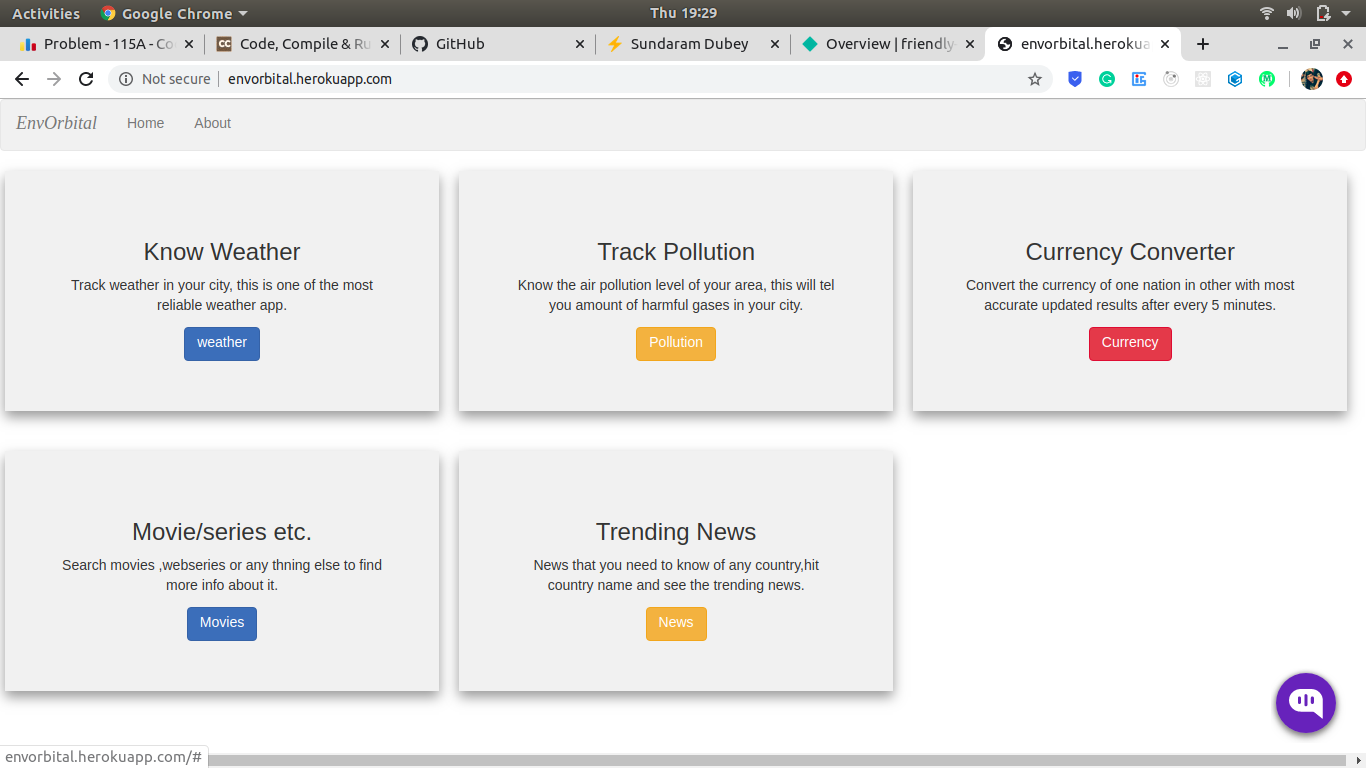 Activities Google Chrome Thu 19:29
Problem - 115A - Co Code, Compile & Ru GitHub Sundaram Dubey Overview | friendly- envorbital.herokua
Not secure envorbital.herokuapp.com
EnvOrbital Home About
Know Weather
Track weather in your city, this is one of the most
reliable weather app.
weather
Track Pollution
Know the air pollution level of your area, this will tel
you amount of harmful gases in your city.
Pollution
Currency Converter
Convert the currency of one nation in other with most
accurate updated results after every 5 minutes.
Currency
Movie/series etc.
Search movies ,webseries or any thning else to find
more info about it.
Movies
Trending News
News that you need to know of any country,hit
country name and see the trending news.
News
envorbital.herokuapp.com/#